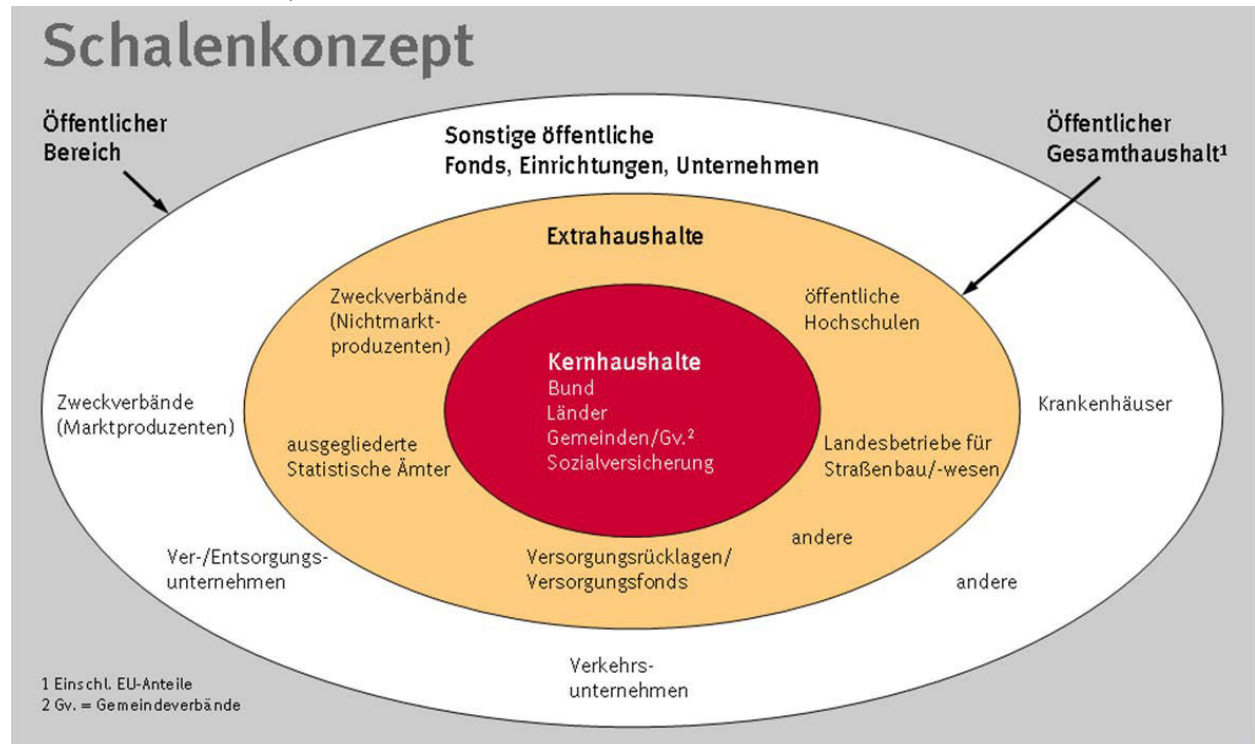 Schalenkonzept
Öffentlicher
Bereich
Sonstige öffentliche
Fonds, Einrichtungen, Unternehmen
Öffentlicher
Gesamthaushalt¹
Extrahaushalte
Zweckverbände
(Nichtmarkt-
produzenten)
öffentliche
Hochschulen
Kernhaushalte
Bund
Länder
Gemeinden/Gv.²
Sozialversicherung
Zweckverbände
(Marktproduzenten)
Krankenhäuser
ausgegliederte
Statistische Ämter
Landesbetriebe für
Straßenbau/-wesen
andere
Ver-/Entsorgungs-
unternehmen
Versorgungsrücklagen/
Versorgungsfonds
andere
Verkehrs-
unternehmen
1 Einschl. EU-Anteile
2 Gv. = Gemeindeverbände